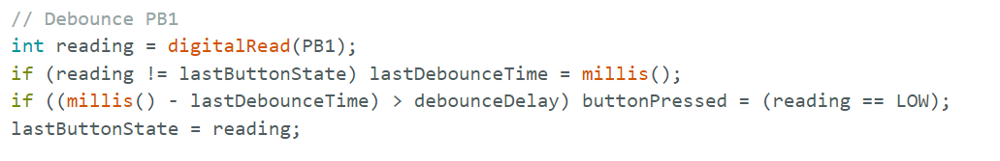 // Debounce PB1
int reading = digitalRead(PB1);
if (reading != lastButtonState) lastDebounceTime = millis();
if ((millis() - lastDebounceTime) > debounceDelay) buttonPressed = (reading == LOW);
lastButtonState = reading;